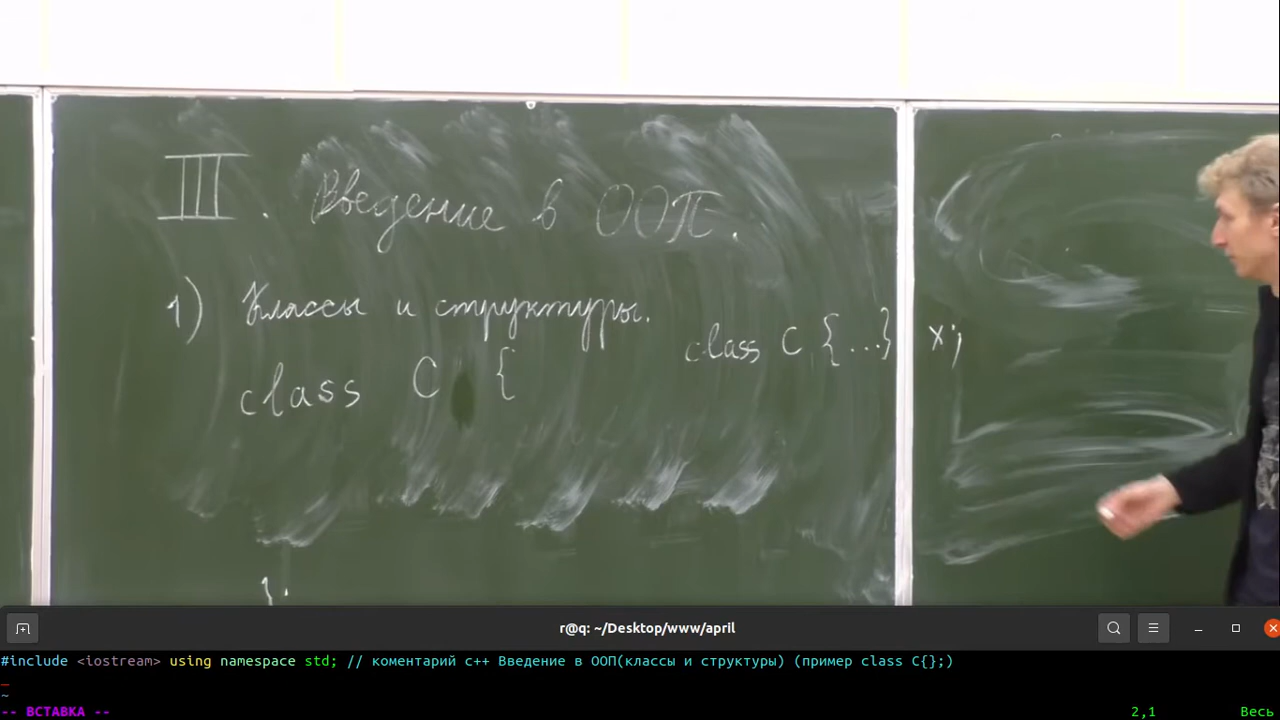 III. Введение в ООП.
1) Классы и структуры.
class C {...} x;
class C {
};
r@q: ~/Desktop/www/april
#include <iostream> using namespace std; // коментарий c++ Введение в ООП(классы и структуры) (пример class C{};)
~
-- ВСТАВКА --
2,1
Весь